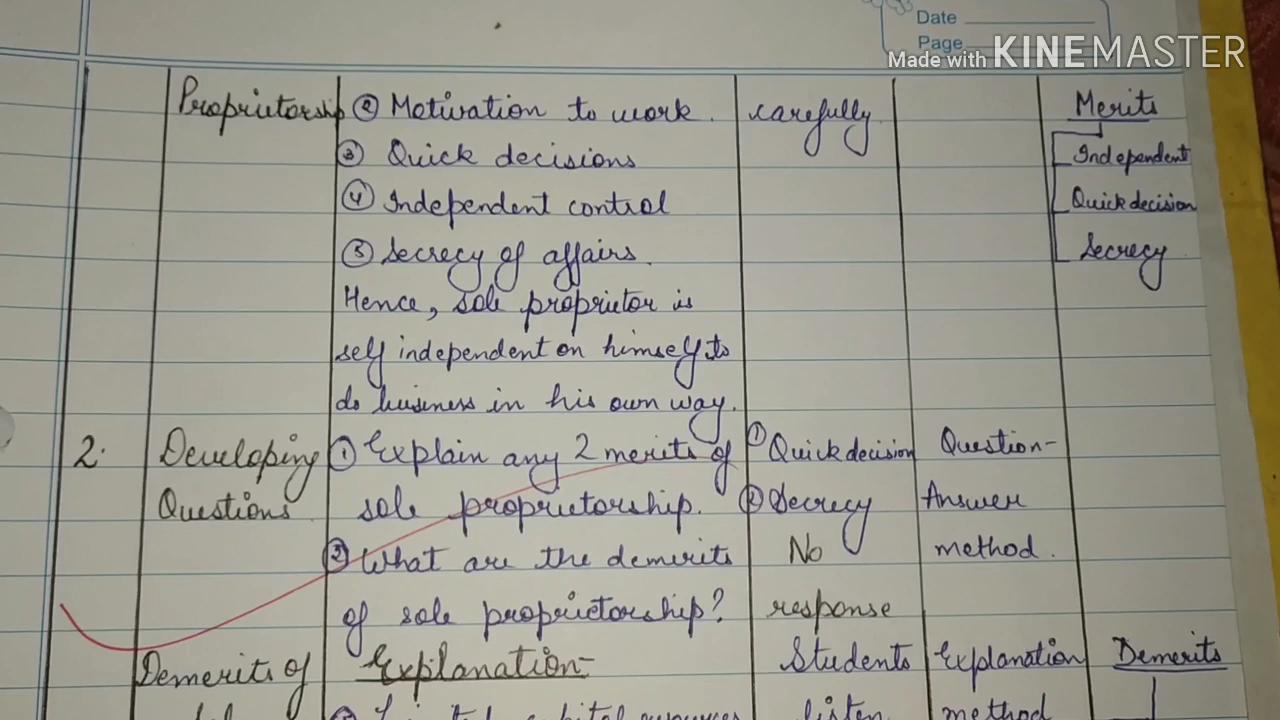 Date
Page
Made with KINEMASTER
Proprietorship ② Motivation to work. carefully. Merits
③ Quick decisions Independent
④ Independent control Quick decision
⑤ Secrecy of affairs. Secrecy
Hence, sole proprietor is
self independent on himself to
do business in his own way.
2. Developing ① Explain any 2 merits of ① Quick decision Question-
Questions. sole proprietorship. ② Secrecy Answer
② What are the demerits No method.
of sole proprietorship? response
Demerits of Explanation- Students Explanation Demerits
listen method